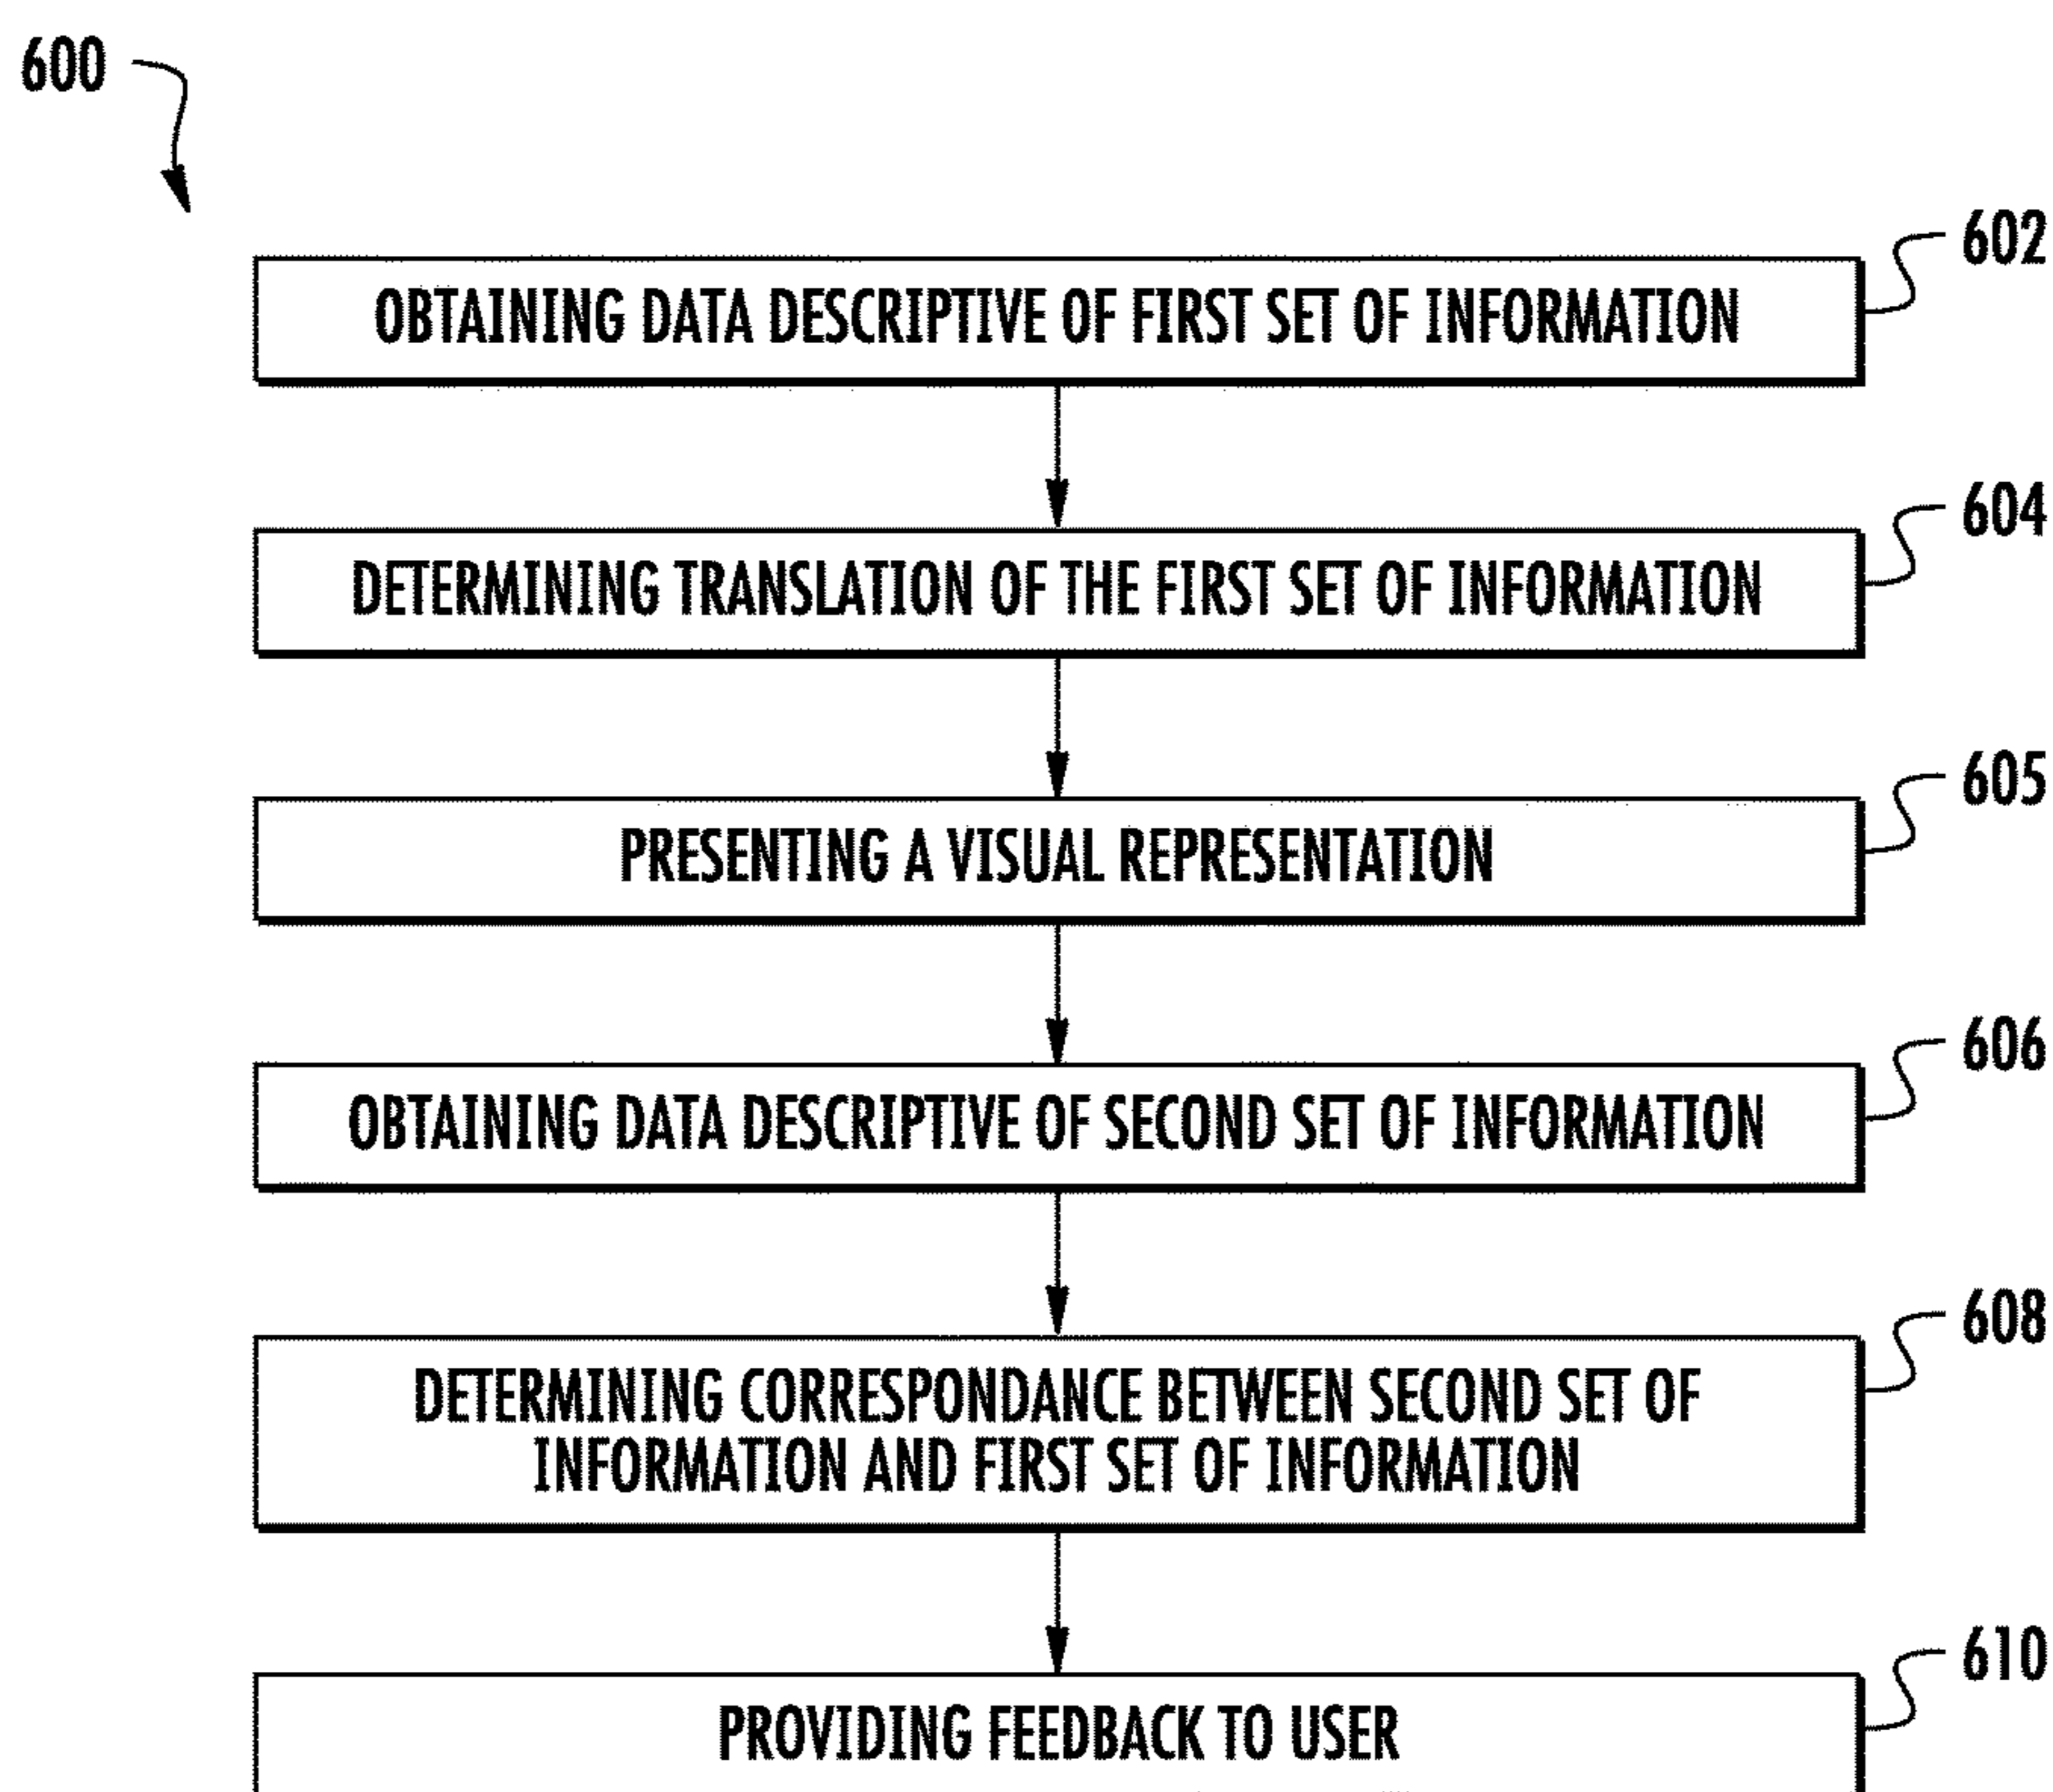 600
602
OBTAINING DATA DESCRIPTIVE OF FIRST SET OF INFORMATION
604
DETERMINING TRANSLATION OF THE FIRST SET OF INFORMATION
605
PRESENTING A VISUAL REPRESENTATION
606
OBTAINING DATA DESCRIPTIVE OF SECOND SET OF INFORMATION
608
DETERMINING CORRESPONDANCE BETWEEN SECOND SET OF
INFORMATION AND FIRST SET OF INFORMATION
610
PROVIDING FEEDBACK TO USER